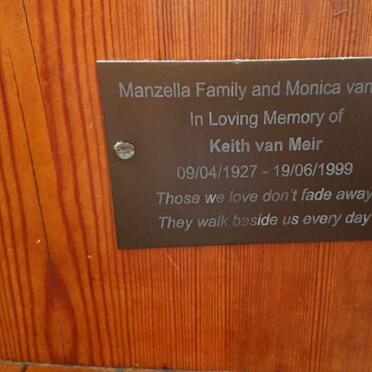 Manzella Family and Monica van
In Loving Memory of
Keith van Meir
09/04/1927 - 19/06/1999
Those we love don't fade away
They walk beside us every day